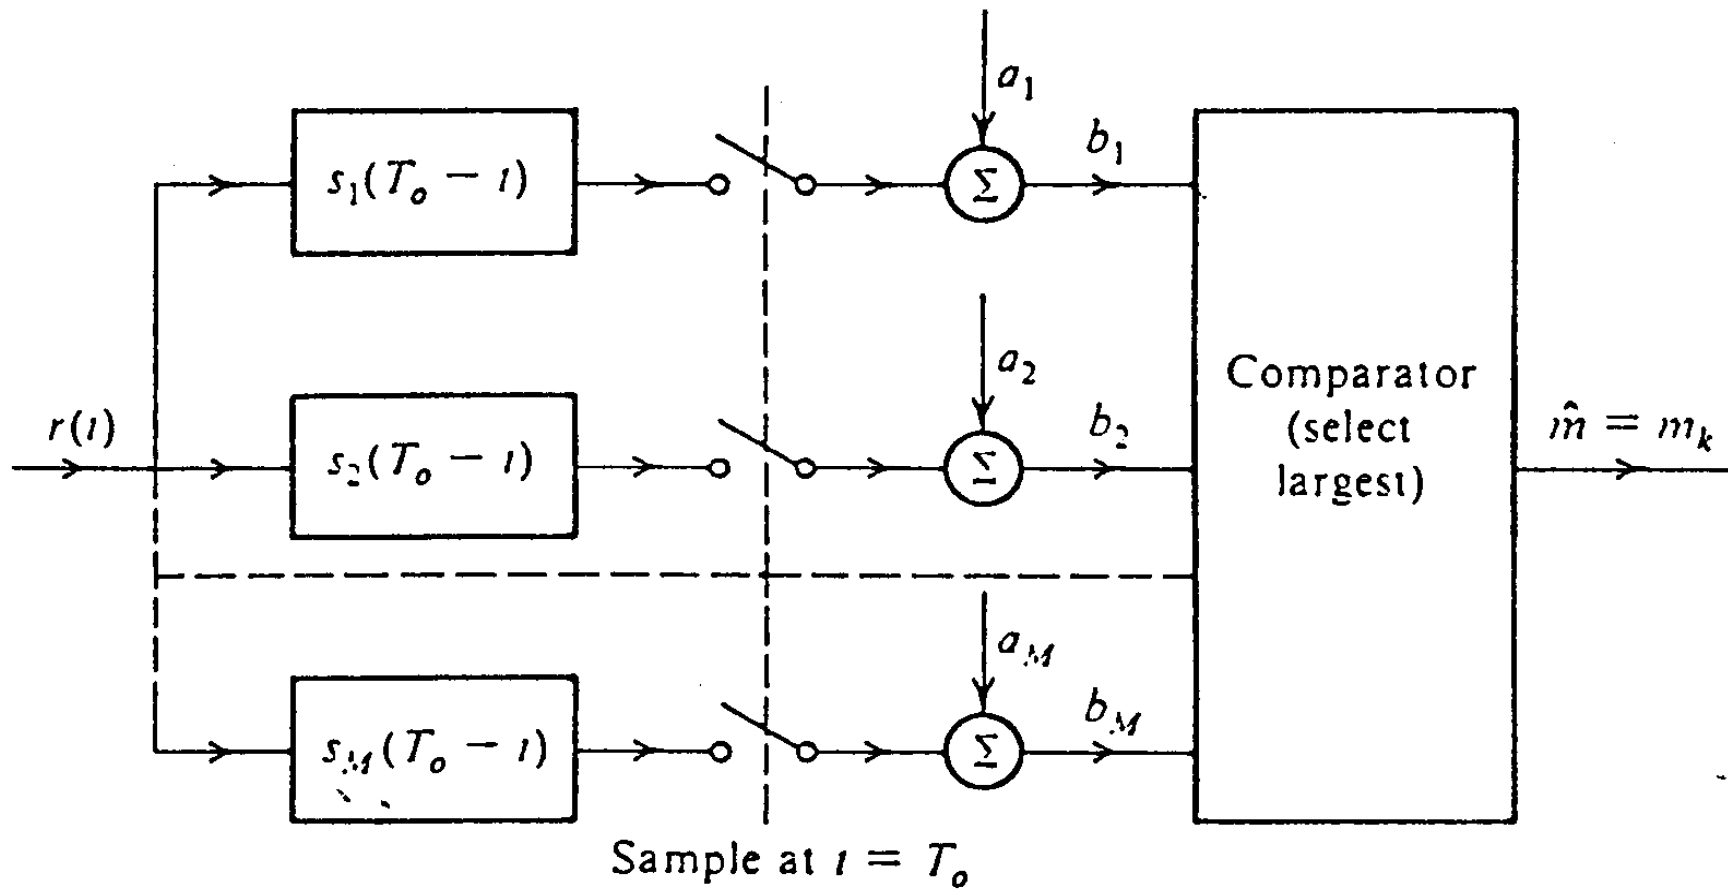 a₁
s₁(Tₒ − t)
Σ
b₁
a₂
r(t)
s₂(Tₒ − t)
Σ
b₂
Comparator
(select
largest)
m̂ = mₖ
a_M
s_M(Tₒ − t)
Σ
b_M
Sample at t = Tₒ